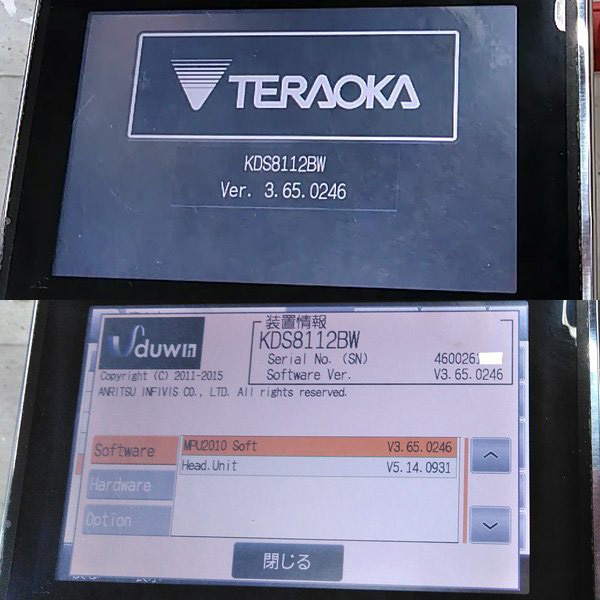 TERAOKA
KDS8112BW
Ver. 3.65.0246
duwin
装置情報
KDS8112BW
Serial No. (SN) 460026
Software Ver. V3.65.0246
Copyright (C) 2011-2015
ANRITSU INFIVIS CO., LTD. All rights reserved.
Software
MPU2010 Soft V3.65.0246
Head.Unit V5.14.0931
Hardware
Option
閉じる